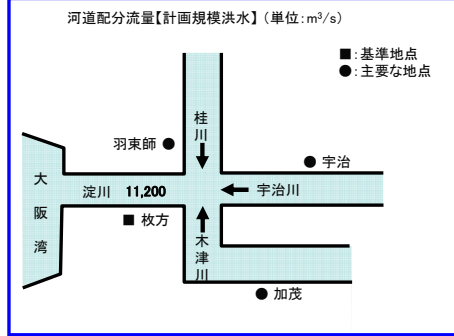 河道配分流量【計画規模洪水】（単位：m³/s）
■：基準地点
●：主要な地点
桂川
羽束師 ●
● 宇治
大阪湾
淀川 11,200
宇治川
■ 枚方
木津川
● 加茂